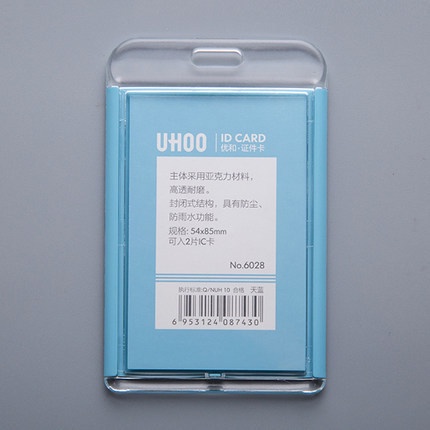 UHOO
ID CARD
优和·证件卡
主体采用亚克力材料，
高透耐磨。
封闭式结构，具有防尘、
防雨水功能。
规格: 54x85mm
可入2片IC卡
No.6028
执行标准:Q/NUH 10 合格 天蓝
6 953124 087430